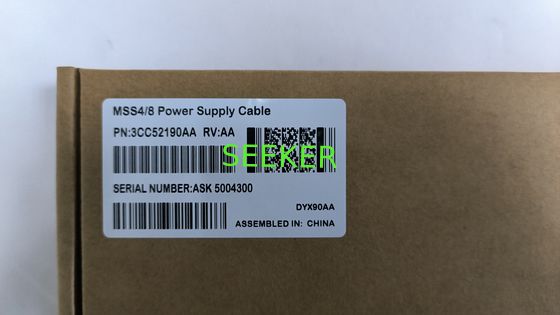 MSS4/8 Power Supply Cable
PN:3CC52190AA RV:AA
SEEKER
SERIAL NUMBER:ASK 5004300
DYX90AA
ASSEMBLED IN: CHINA